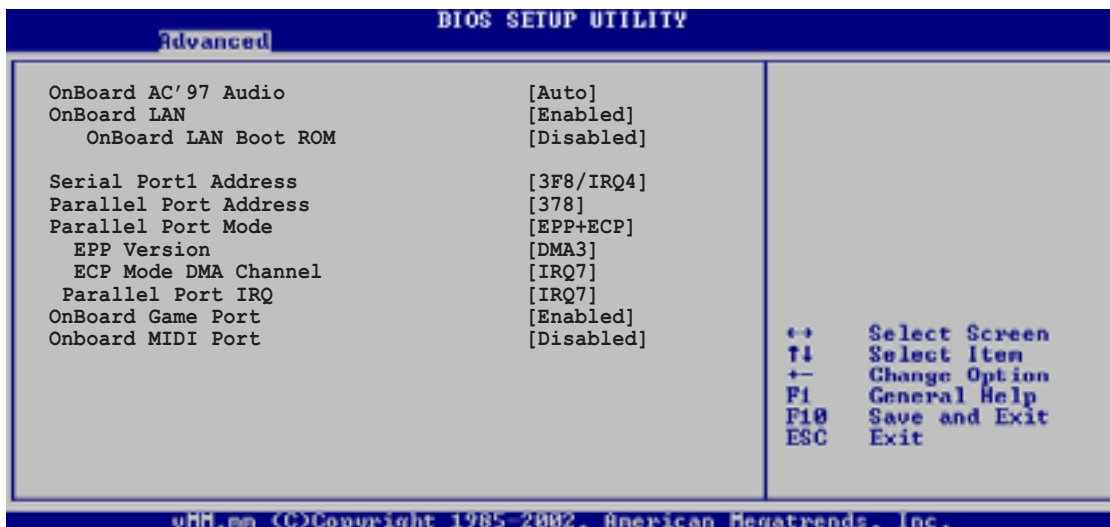 BIOS SETUP UTILITY
Advanced
OnBoard AC'97 Audio [Auto]
OnBoard LAN [Enabled]
OnBoard LAN Boot ROM [Disabled]
Serial Port1 Address [3F8/IRQ4]
Parallel Port Address [378]
Parallel Port Mode [EPP+ECP]
EPP Version [DMA3]
ECP Mode DMA Channel [IRQ7]
Parallel Port IRQ [IRQ7]
OnBoard Game Port [Enabled]
Onboard MIDI Port [Disabled]
↔ Select Screen
↑↓ Select Item
+- Change Option
F1 General Help
F10 Save and Exit
ESC Exit
vMM.mm (C)Copyright 1985-2002, American Megatrends, Inc.